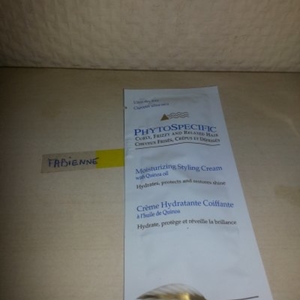 PHYTOSPECIFIC
CURLY, FRIZZY AND RELAXED HAIR
CHEVEUX FRISÉS, CRÉPUS ET DÉFRISÉS
FABIENNE
Moisturizing Styling Cream
with Quinoa oil
Hydrates, protects and restores shine
Crème Hydratante Coiffante
à l'huile de Quinoa
Hydrate, protège et réveille la brillance